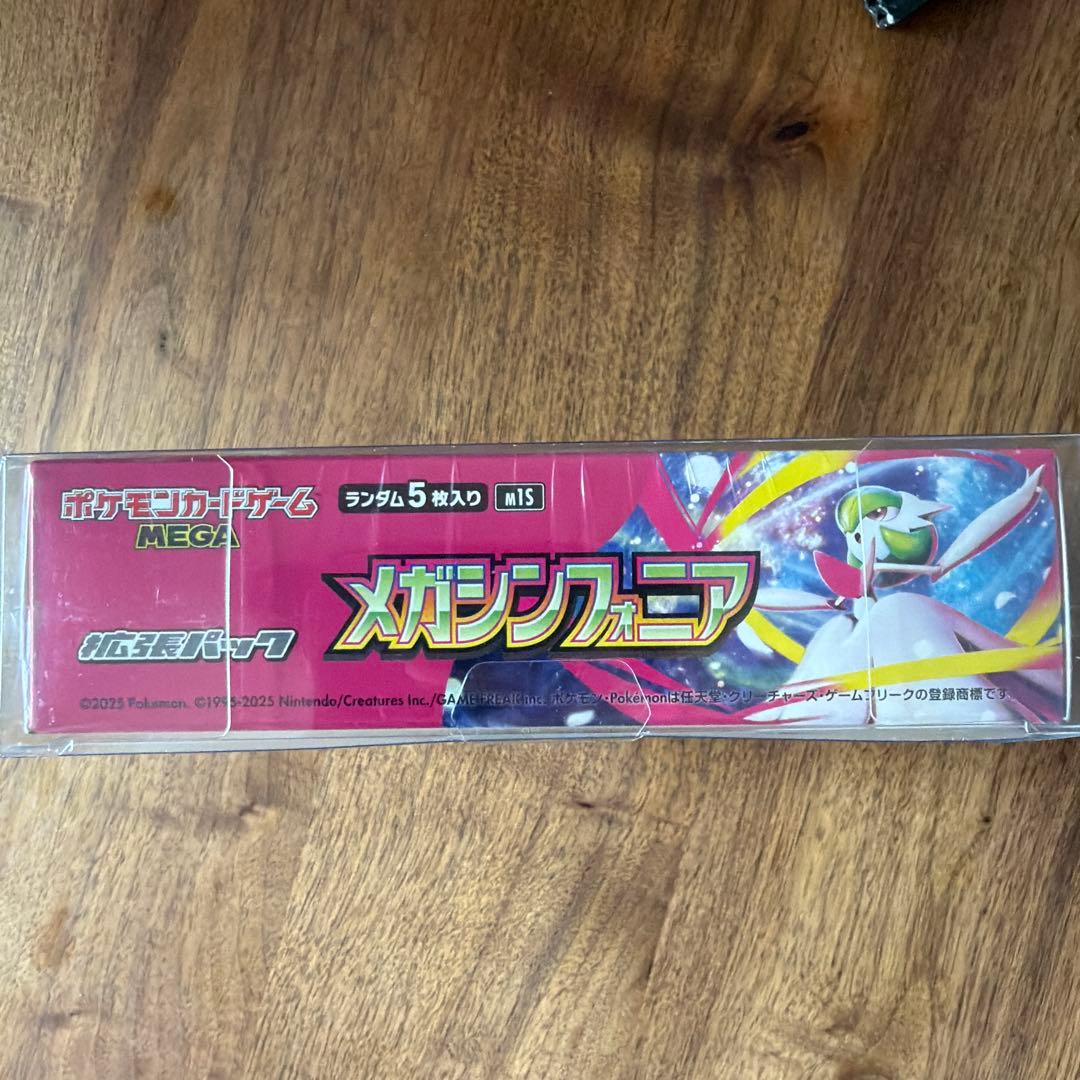 ポケモンカードゲーム
MEGA
ランダム5枚入り
M1S
メガシンフォニア
拡張パック
©2025 Pokémon. ©1995-2025 Nintendo/Creatures Inc./GAME FREAK inc. ポケモン・Pokémonは任天堂・クリーチャーズ・ゲームフリークの登録商標です。